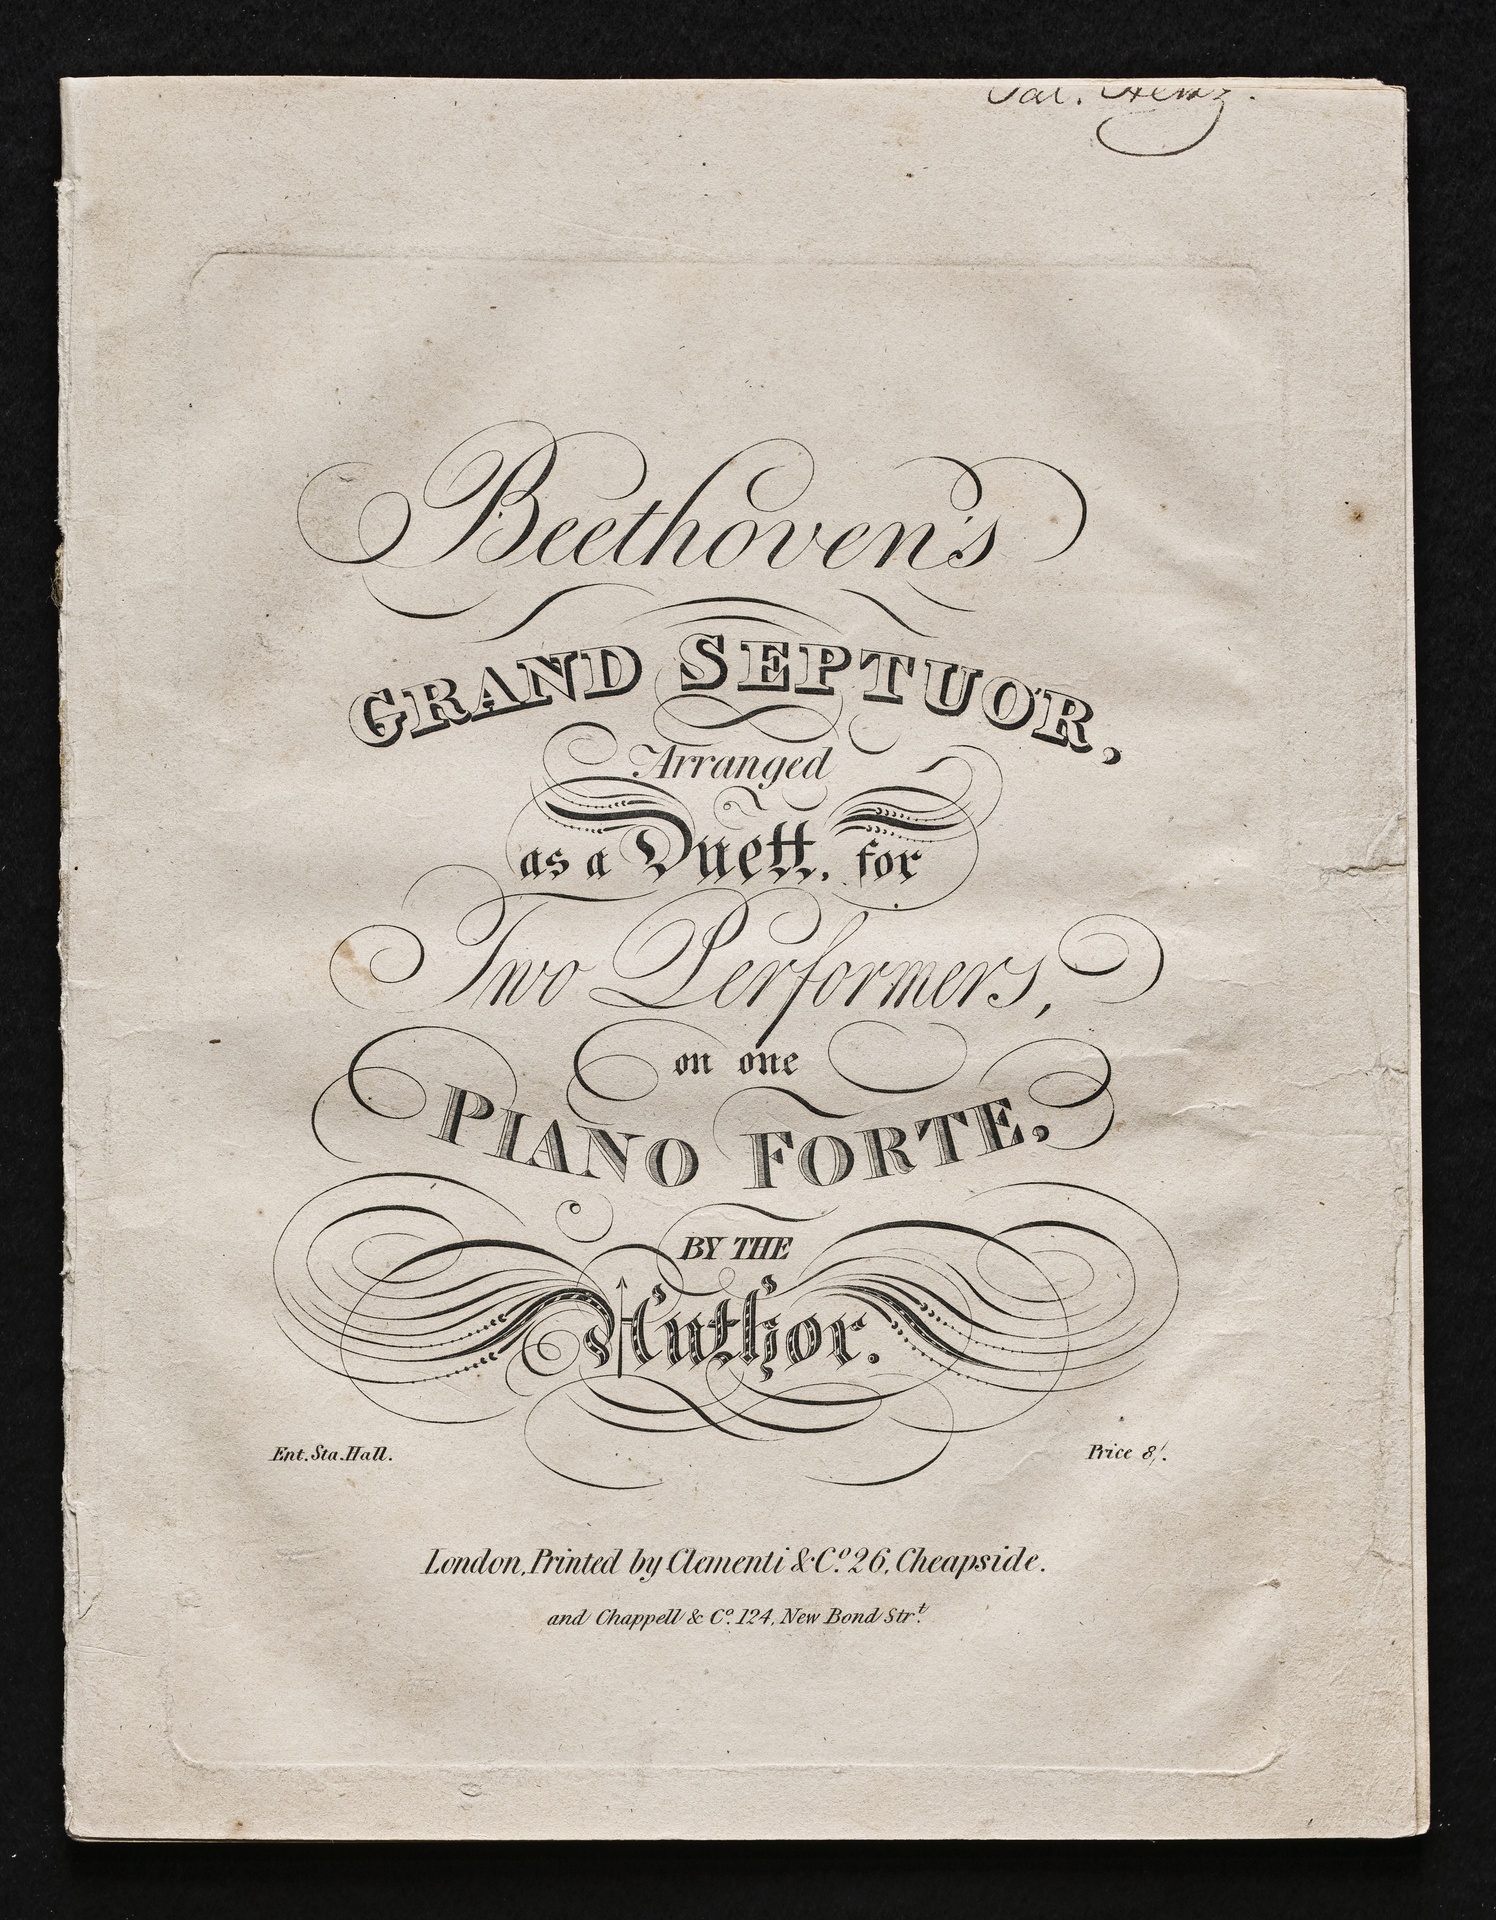 Beethoven's
GRAND SEPTUOR,
Arranged
as a Duett, for
Two Performers,
on one
PIANO FORTE,
BY THE
Author.
Ent. Sta. Hall.
Price 8/.
London, Printed by Clementi & Co. 26, Cheapside.
and Chappell & Co. 124, New Bond Strt.